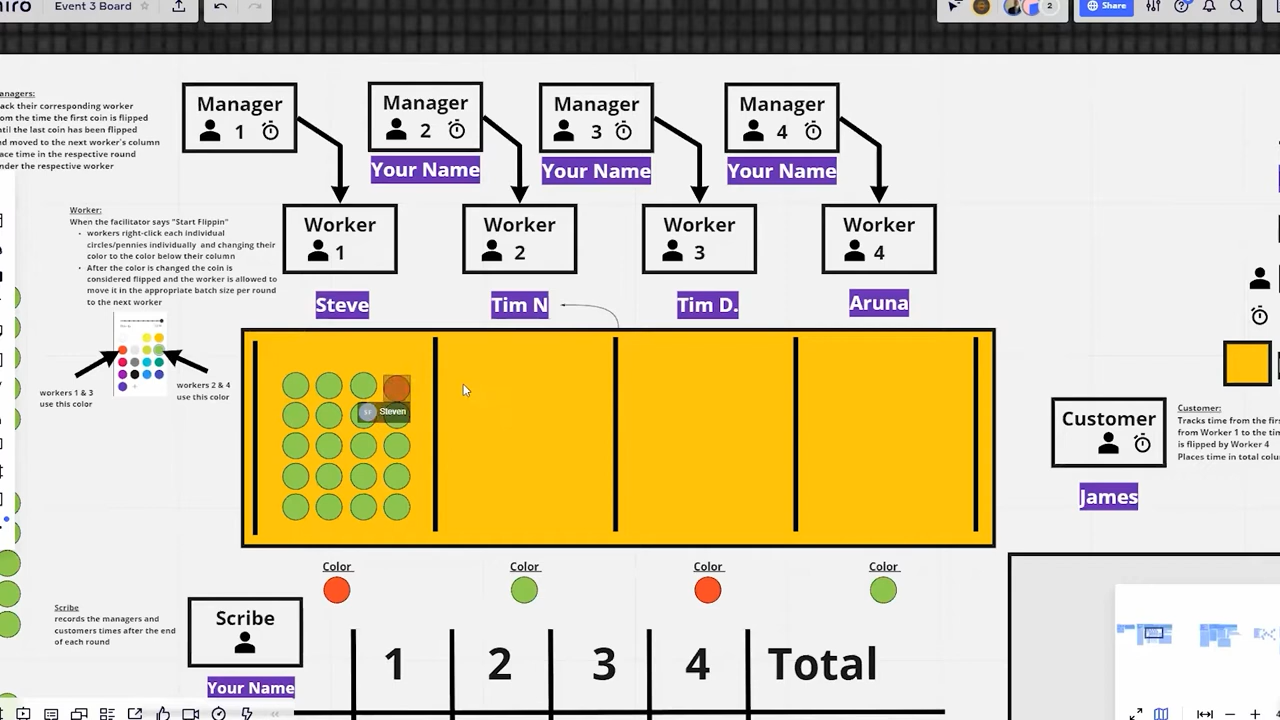 Event 3 Board
2
Share
Manager
1
Manager
2
Manager
3
Manager
4
Your Name
Your Name
Your Name
their corresponding worker
the time the first coin is flipped
the last coin has been flipped
moved to the next worker's column
time in the respective round
the respective worker
Worker:
When the facilitator says "Start Flippin"
workers right-click each individual
circles/pennies individually and changing their
color to the color below their column
After the color is changed the coin is
considered flipped and the worker is allowed to
move it in the appropriate batch size per round
to the next worker
workers 1 & 3
use this color
workers 2 & 4
use this color
Worker
1
Worker
2
Worker
3
Worker
4
Steve
Tim N
Tim D.
Aruna
ST Steven
Customer
James
Customer:
Tracks time from the
from Worker 1 to the
is flipped by Worker 4
Places time in total
Color
Color
Color
Color
Scribe
records the managers and
customers times after the end
of each round
Scribe
Your Name
1 2 3 4 Total